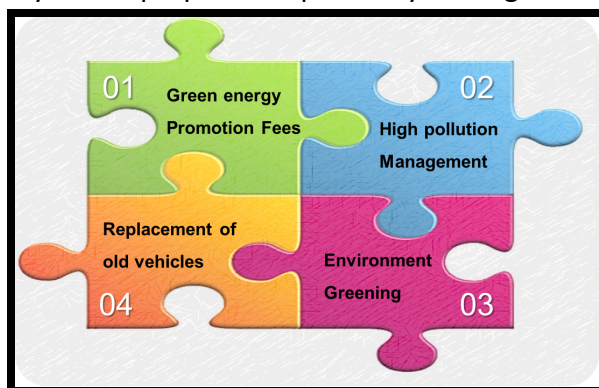 01
Green energy
Promotion Fees
02
High pollution
Management
Replacement of
old vehicles
04
Environment
Greening
03